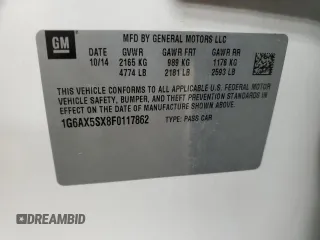 GM
MFD BY GENERAL MOTORS LLC
10/14 GVWR GAWR FRT GAWR RR
2165 KG 989 KG 1176 KG
4774 LB 2181 LB 2593 LB
THIS VEHICLE CONFORMS TO ALL APPLICABLE U.S. FEDERAL MOTOR VEHICLE
SAFETY, BUMPER, AND THEFT PREVENTION STANDARDS IN
EFFECT ON THE DATE OF MANUFACTURE SHOWN ABOVE.
1G6AX5SX8F0117862 TYPE: PASS CAR
DREAMBID